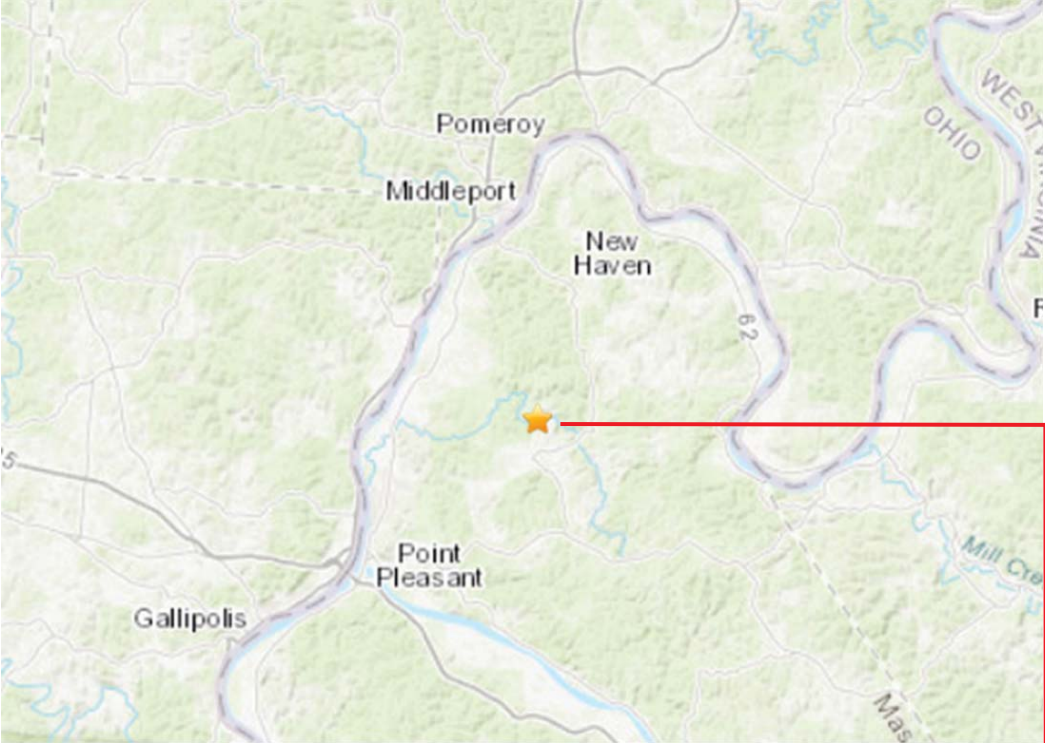 Pomeroy
WEST VIRGINIA
OHIO
Middleport
New
Haven
62
Point
Pleasant
Mill Cre
Gallipolis
Mas